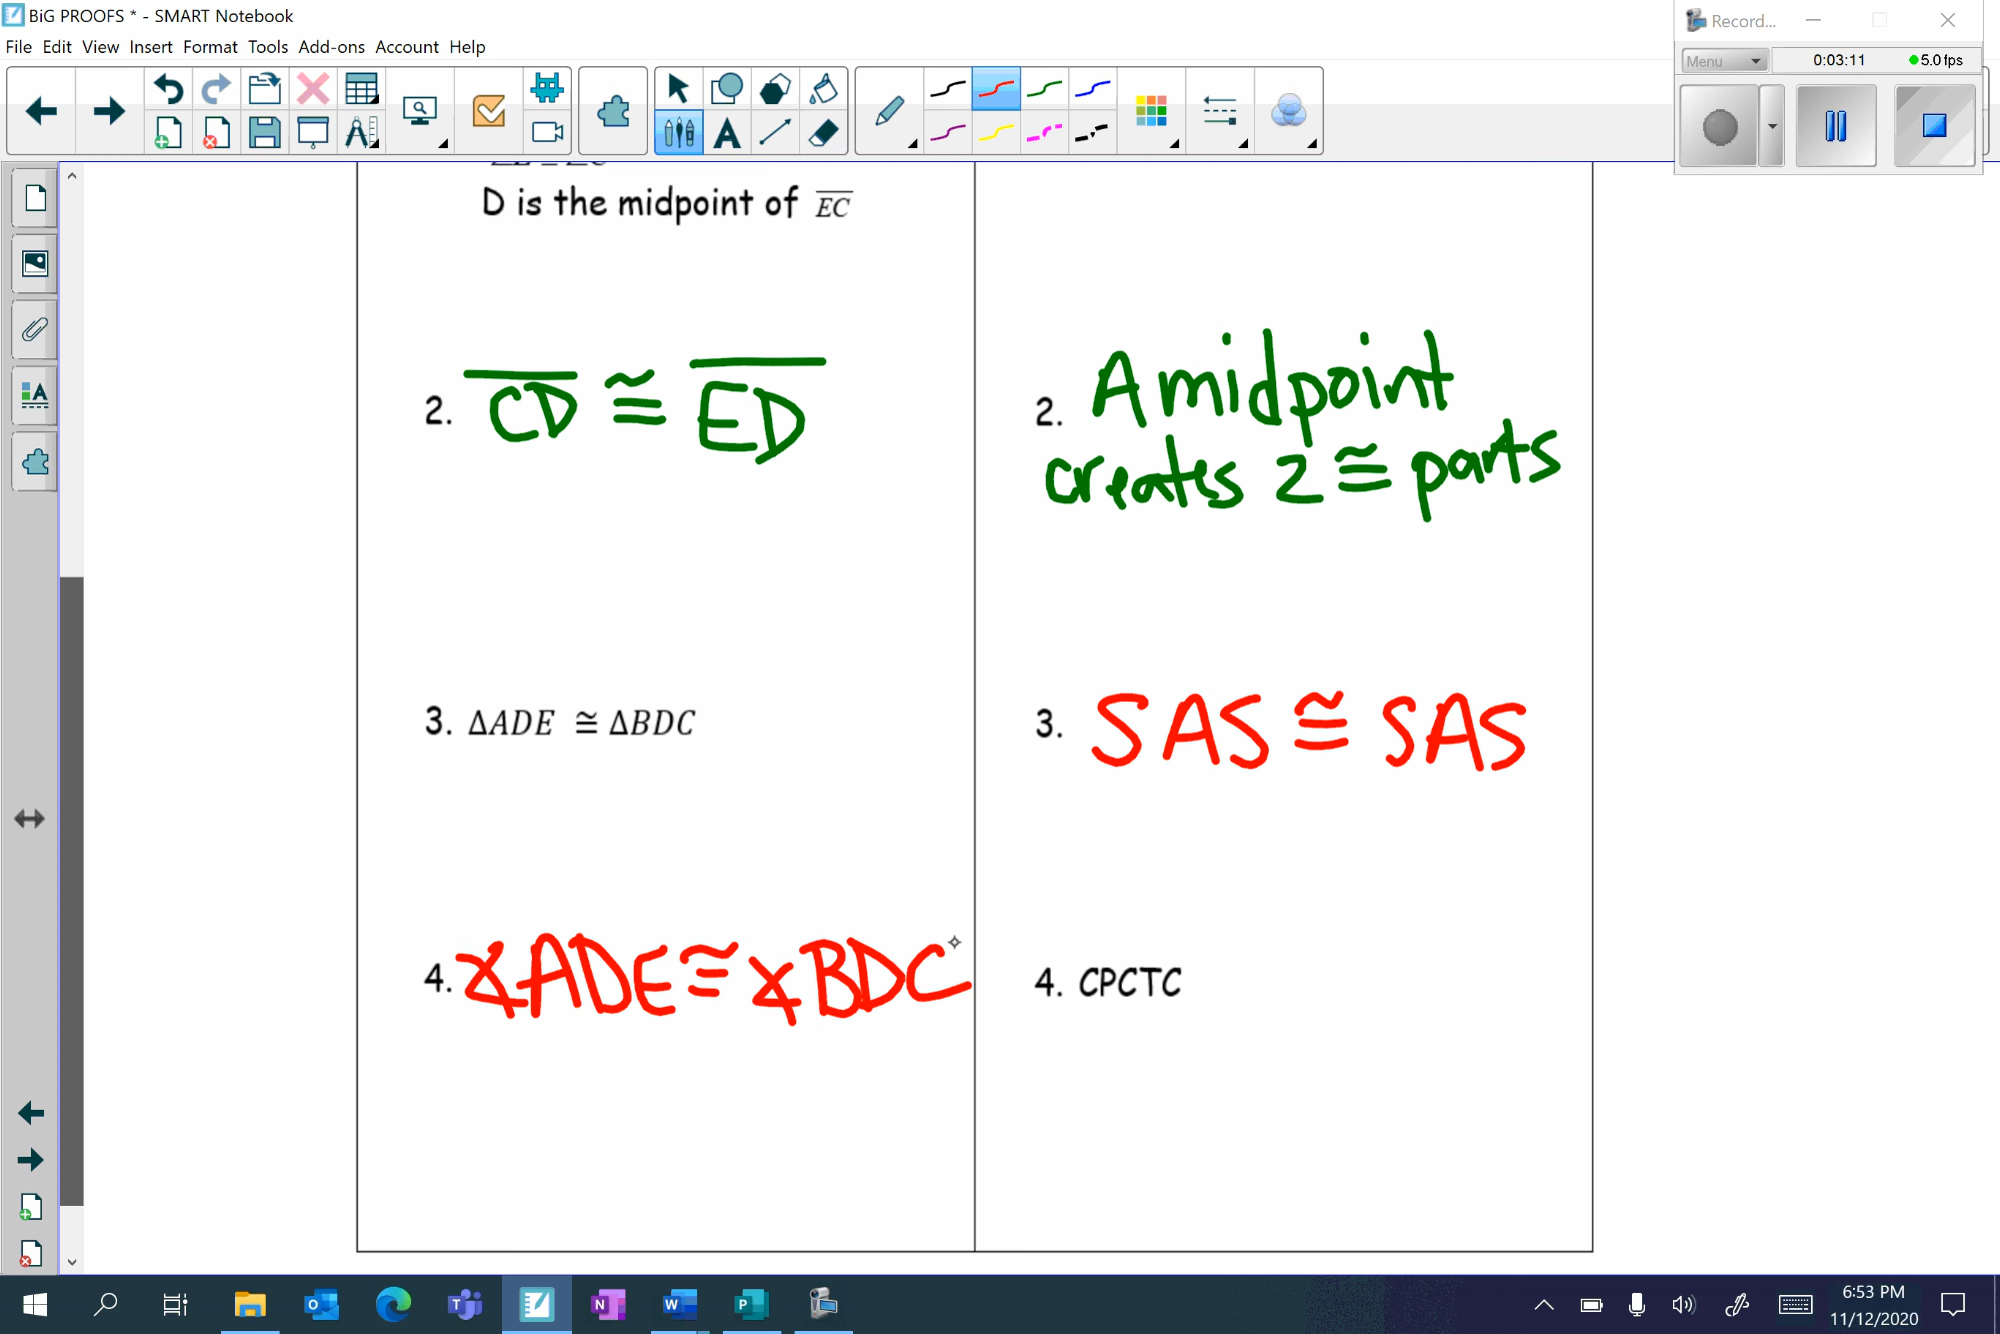 BiG PROOFS * - SMART Notebook
File Edit View Insert Format Tools Add-ons Account Help
Record...
Menu
0:03:11
5.0 fps
D is the midpoint of EC
2. CD ≅ ED
2. A midpoint
creates 2 ≅ parts
3. ΔADE ≅ ΔBDC
3. SAS ≅ SAS
4. ∡ADE ≅ ∡BDC
4. CPCTC
6:53 PM
11/12/2020